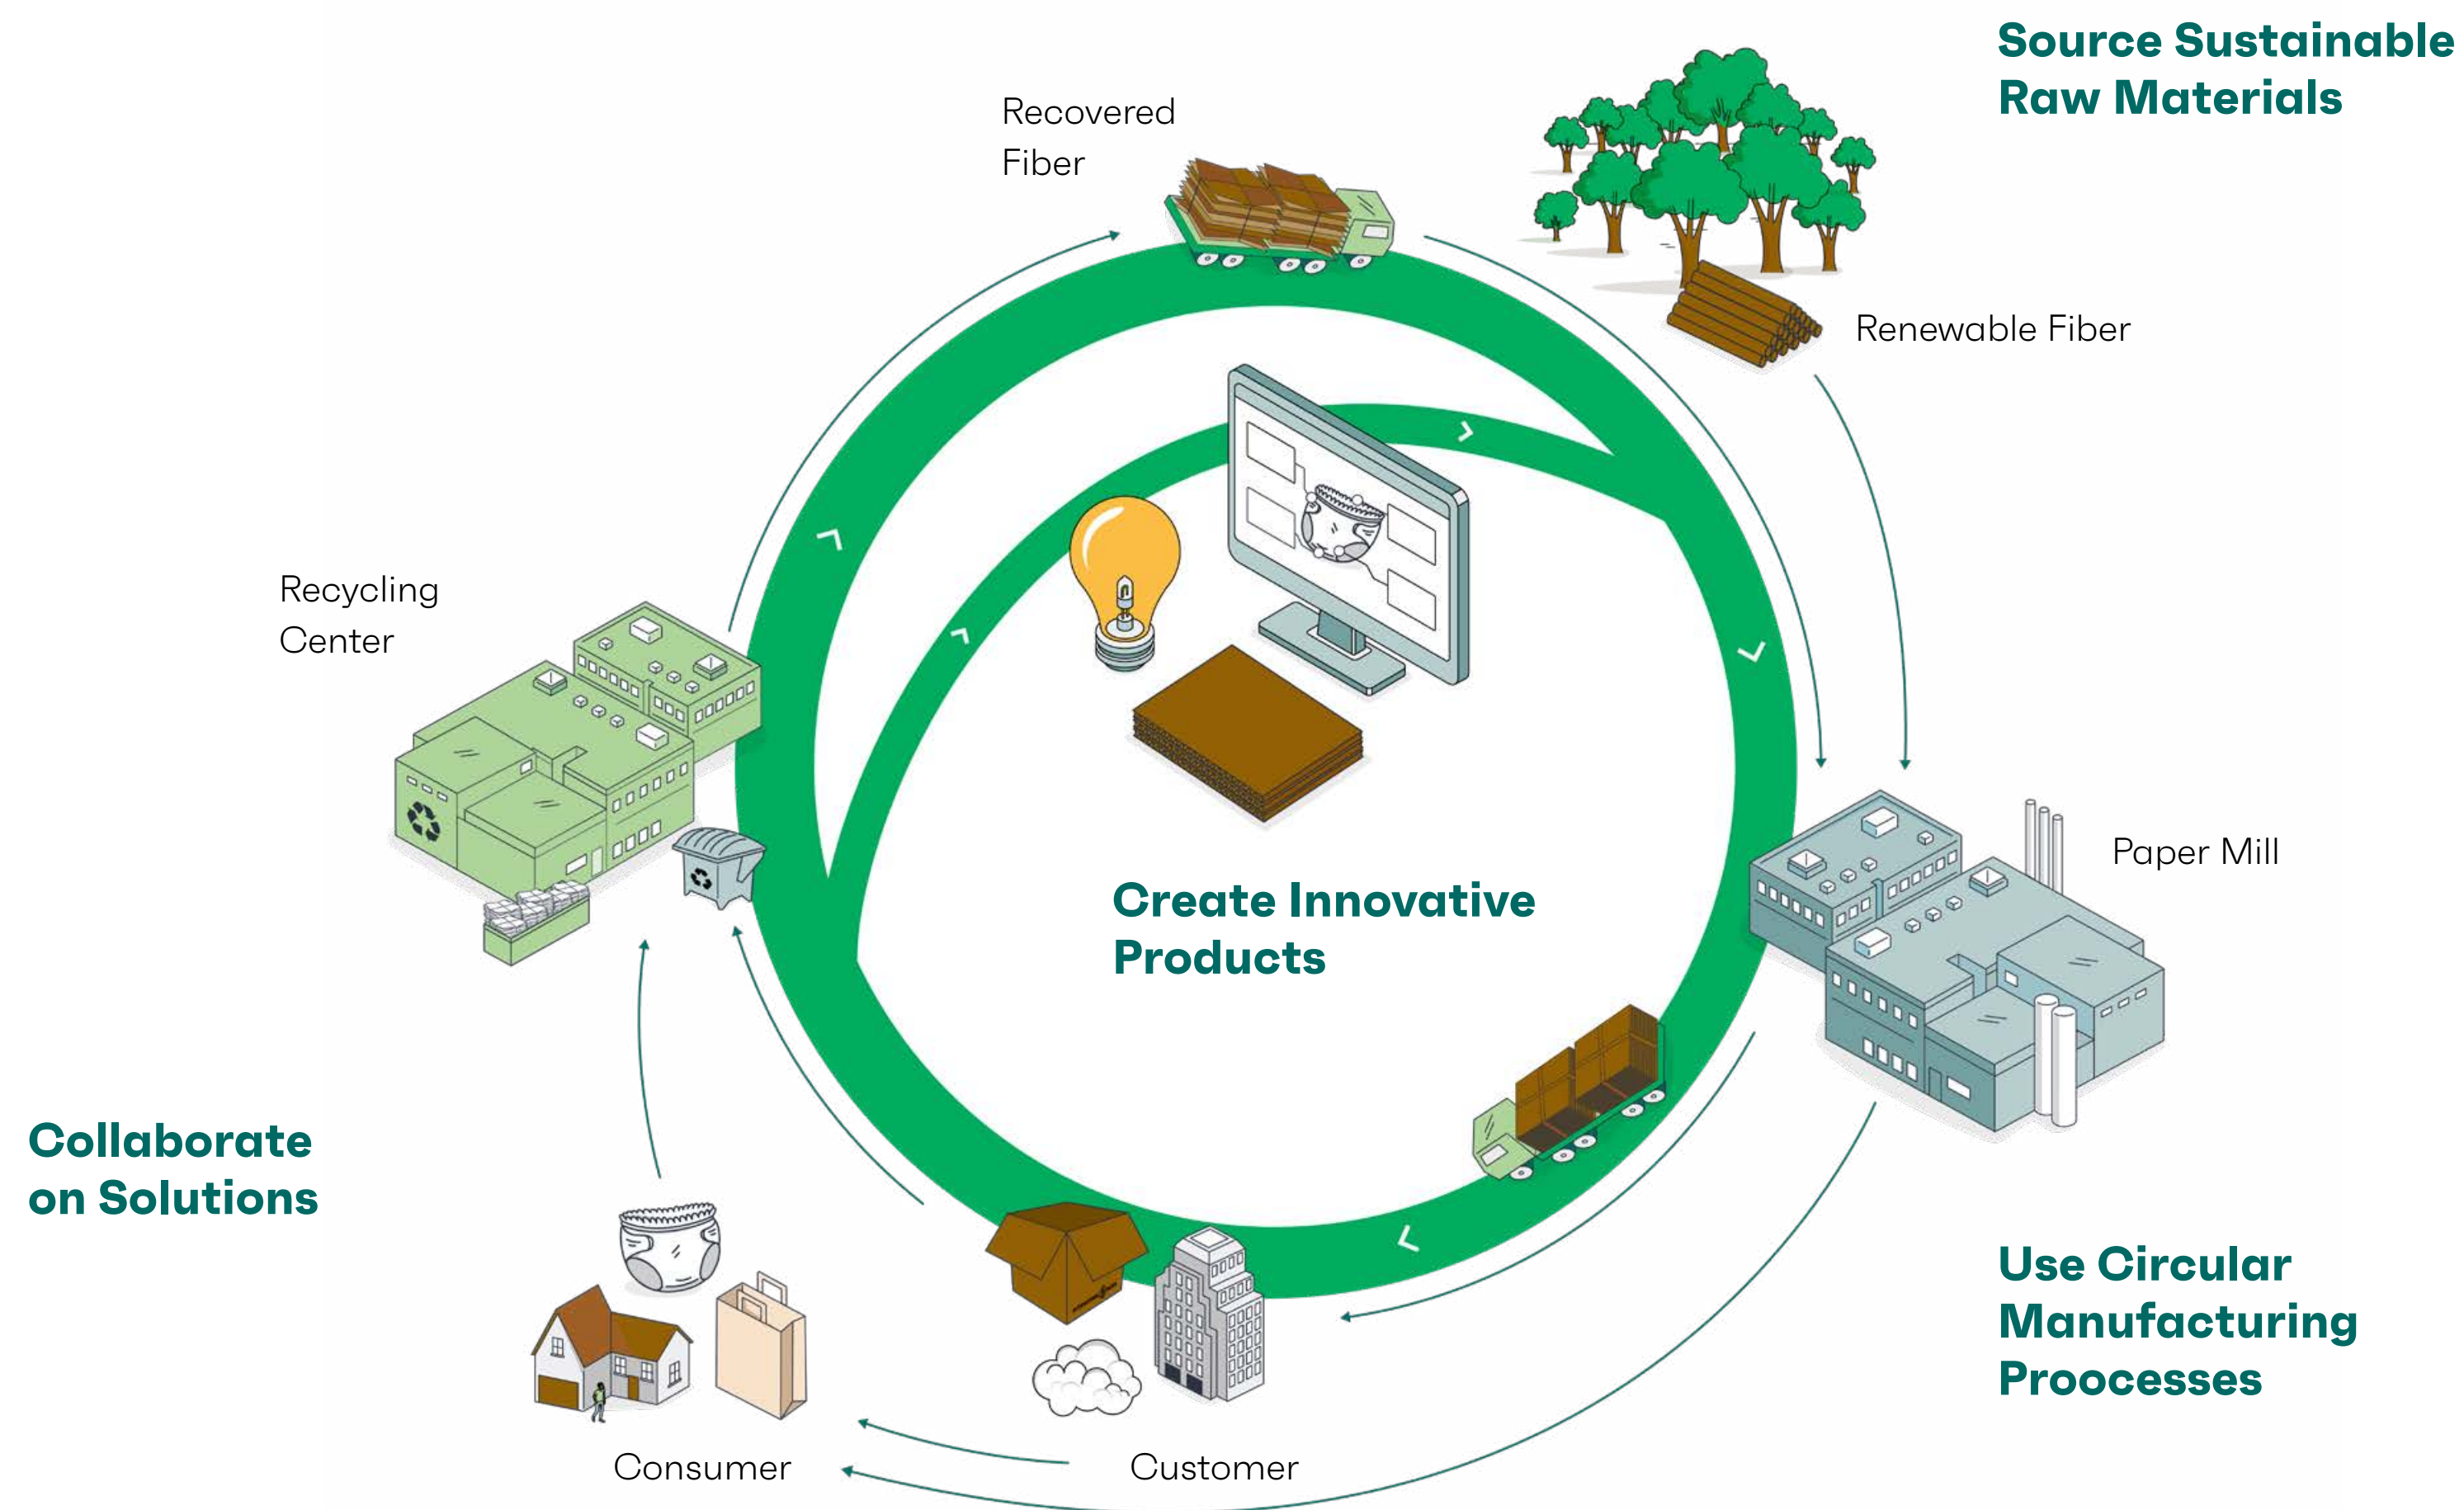 Source Sustainable
Raw Materials
Recovered
Fiber
Renewable Fiber
Recycling
Center
Paper Mill
Create Innovative
Products
Collaborate
on Solutions
Use Circular
Manufacturing
Proocesses
Consumer
Customer